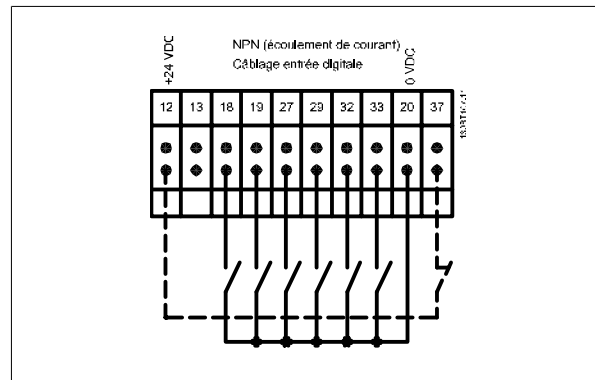 +24 VDC
NPN (écoulement de courant)
Câblage entrée digitale
0 VDC
12 13 18 19 27 29 32 33 20 37